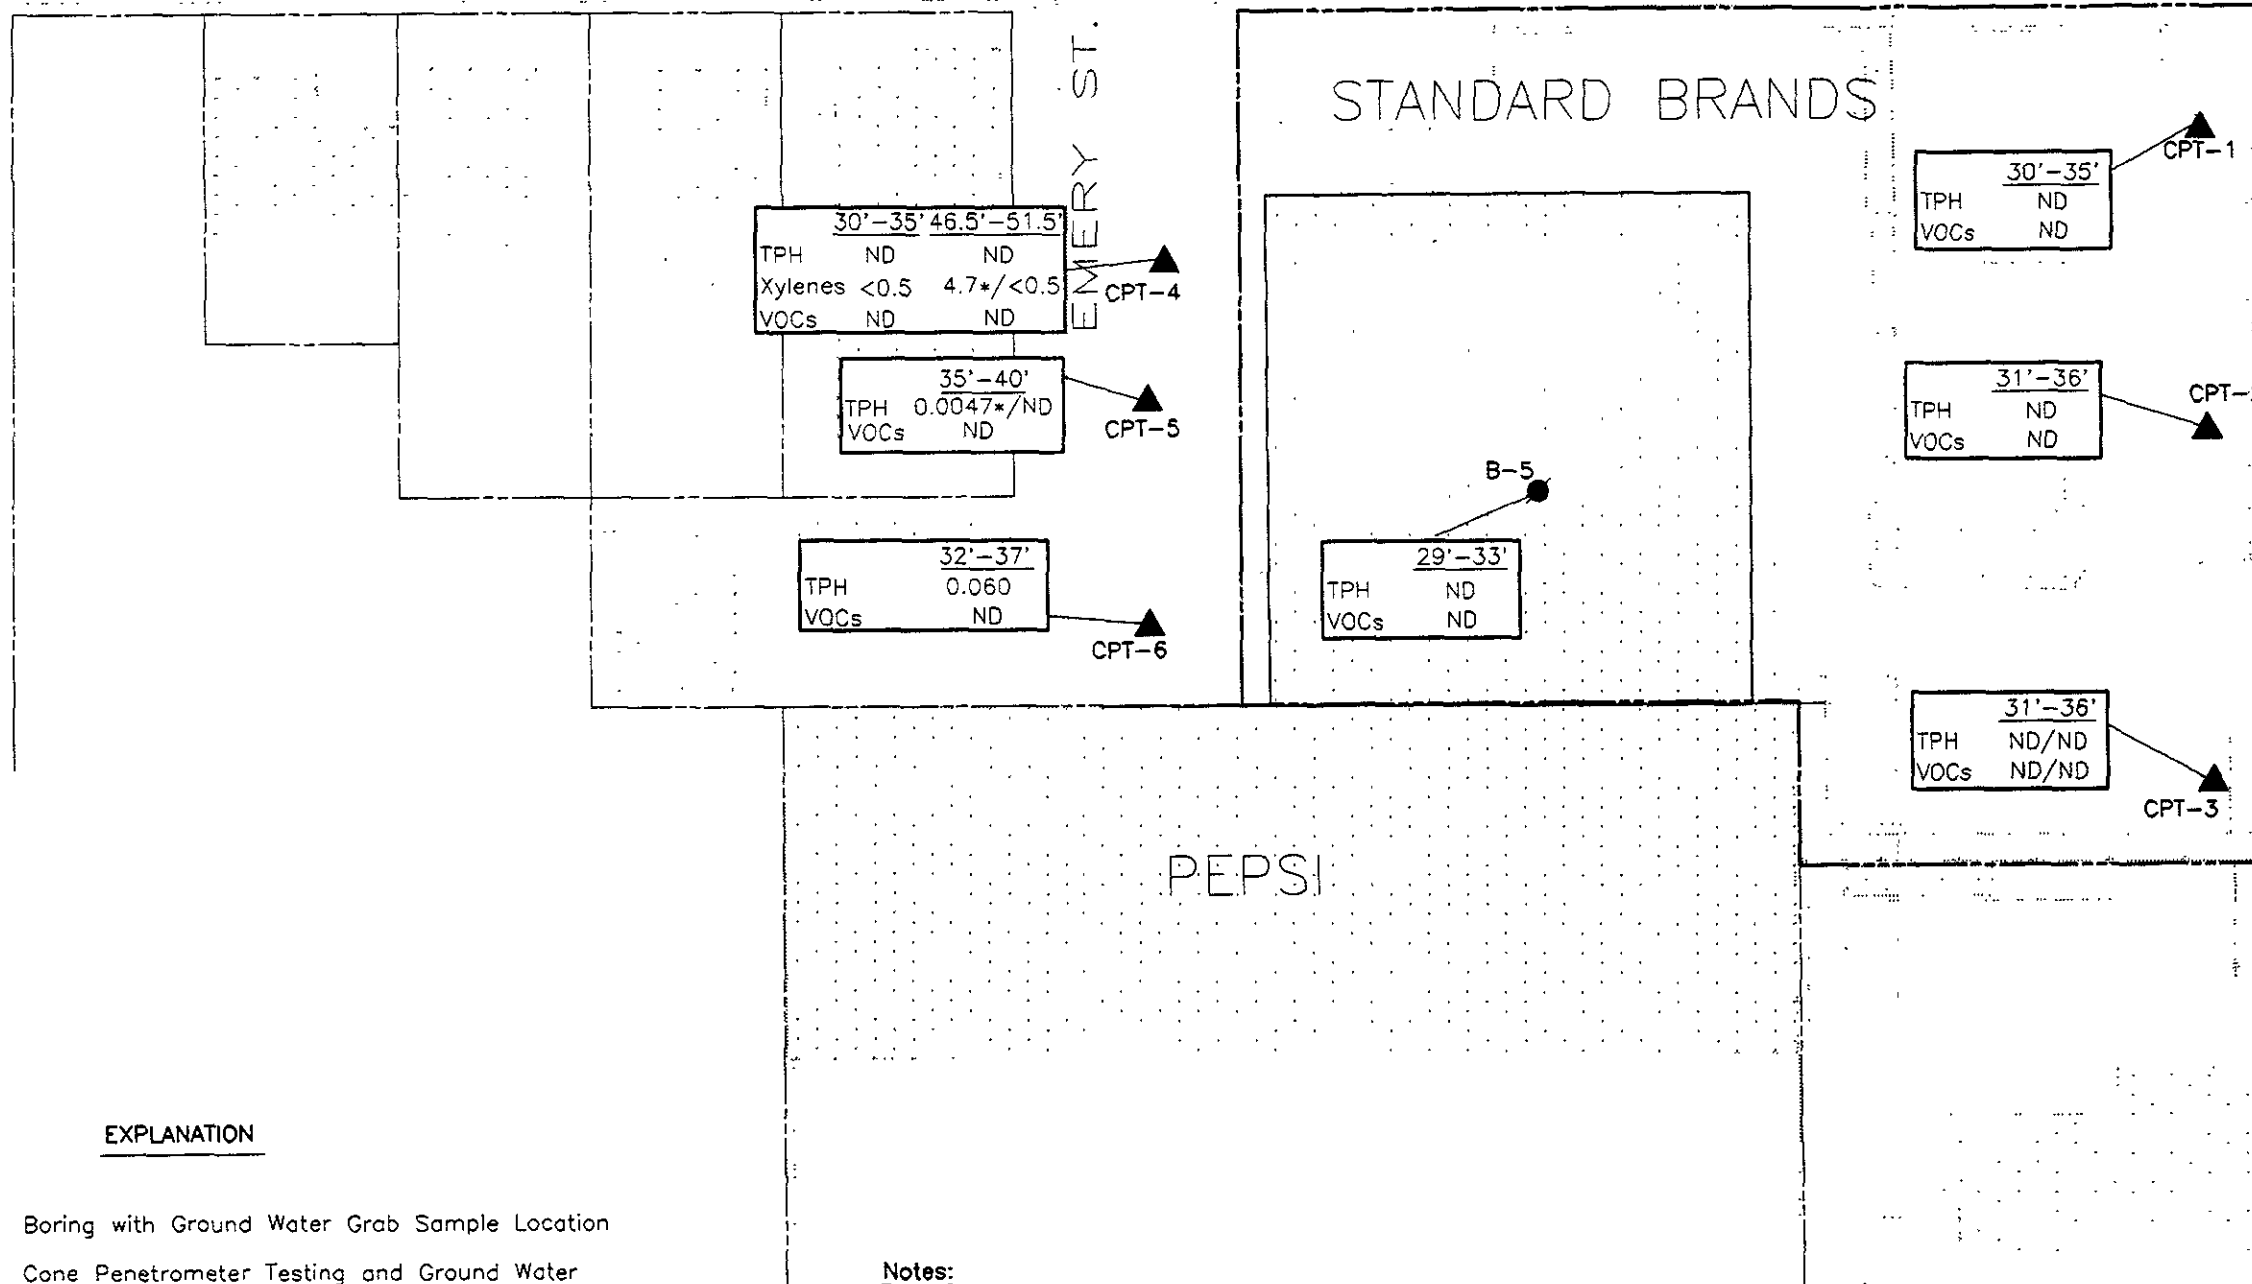 EMERY ST.
STANDARD BRANDS
CPT-1
30'-35'
TPH ND
VOCs ND
30'-35' 46.5'-51.5'
TPH ND ND
Xylenes <0.5 4.7*/<0.5
VOCs ND ND
CPT-4
35'-40'
TPH 0.0047*/ND
VOCs ND
CPT-5
31'-36'
TPH ND
VOCs ND
CPT-
B-5
29'-33'
TPH ND
VOCs ND
32'-37'
TPH 0.060
VOCs ND
CPT-6
31'-36'
TPH ND/ND
VOCs ND/ND
CPT-3
PEPSI
EXPLANATION
Boring with Ground Water Grab Sample Location
Cone Penetrometer Testing and Ground Water
Notes: